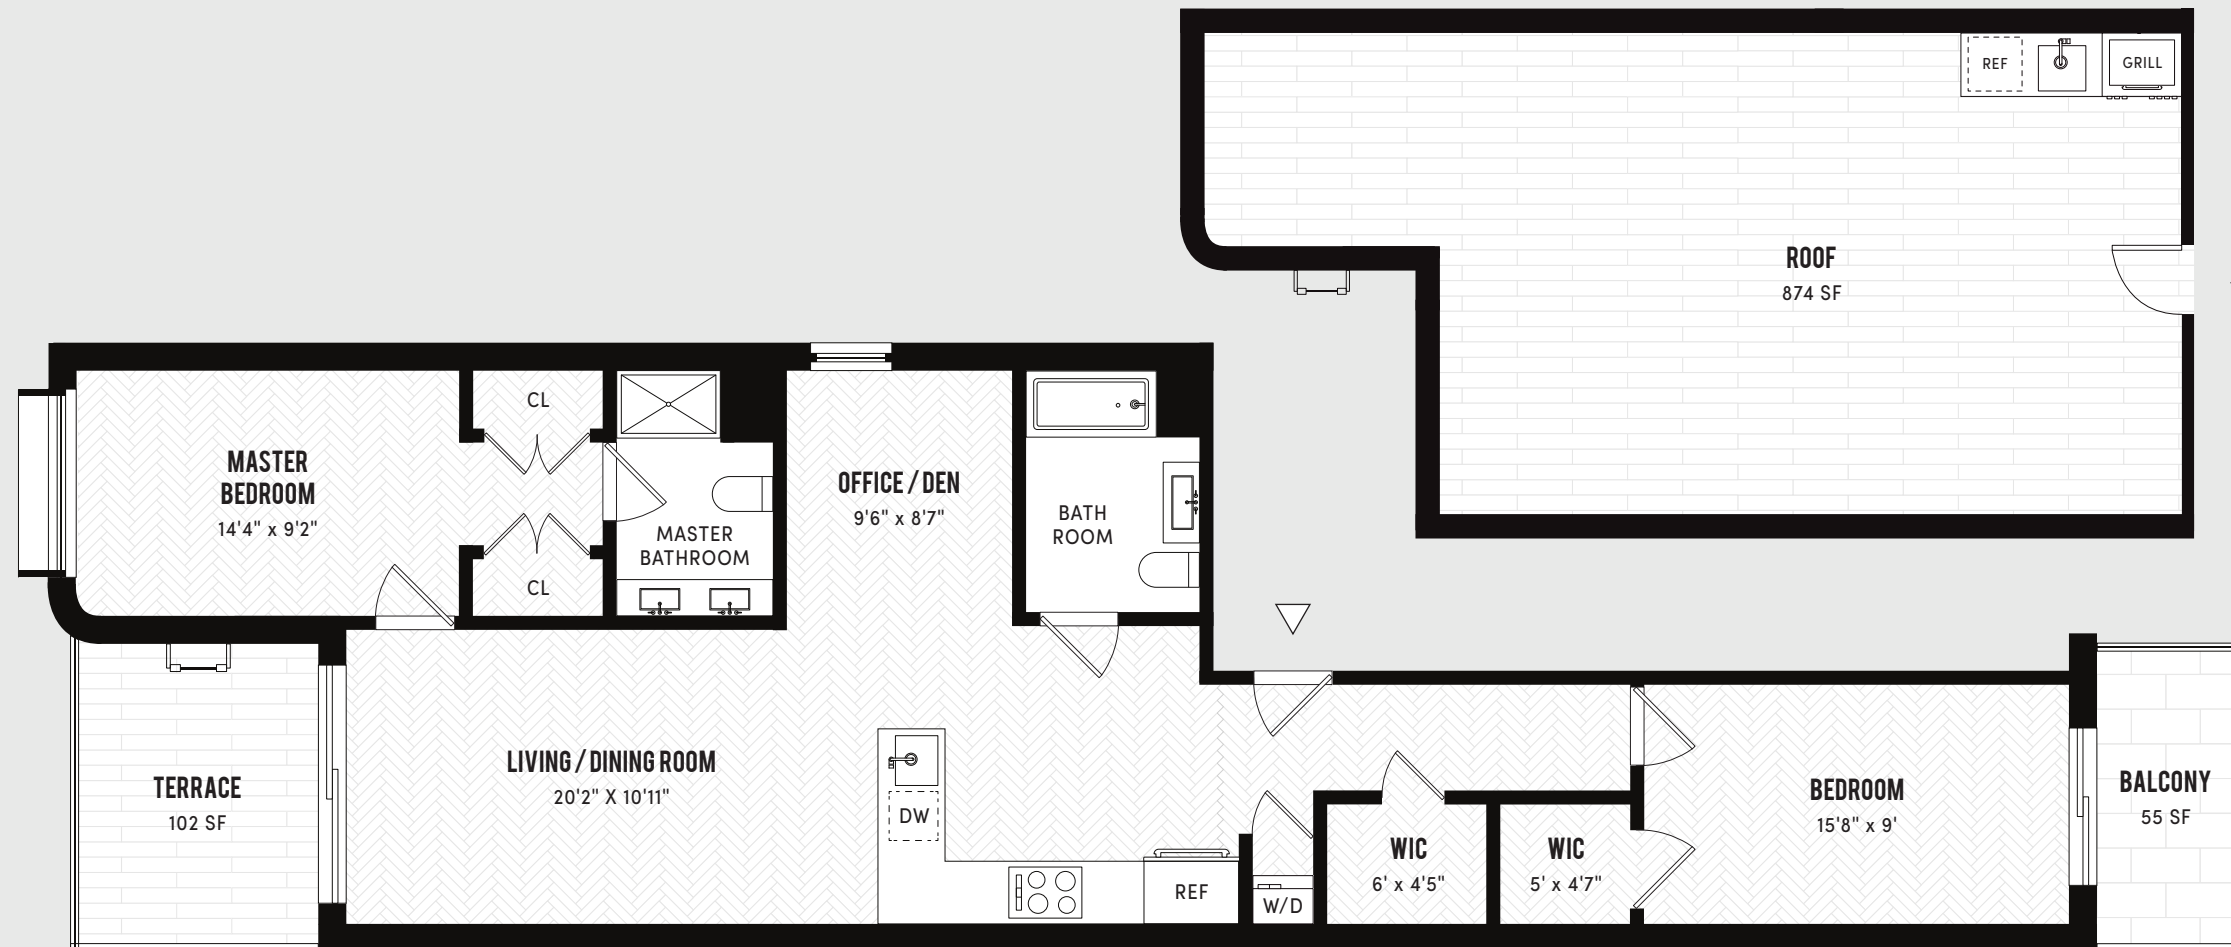 REF
GRILL
ROOF
874 SF
CL
MASTER
BEDROOM
14'4" x 9'2"
OFFICE / DEN
9'6" x 8'7"
BATH
ROOM
MASTER
BATHROOM
CL
LIVING / DINING ROOM
20'2" X 10'11"
TERRACE
102 SF
DW
BEDROOM
15'8" x 9'
BALCONY
55 SF
WIC
6' x 4'5"
WIC
5' x 4'7"
REF
W/D